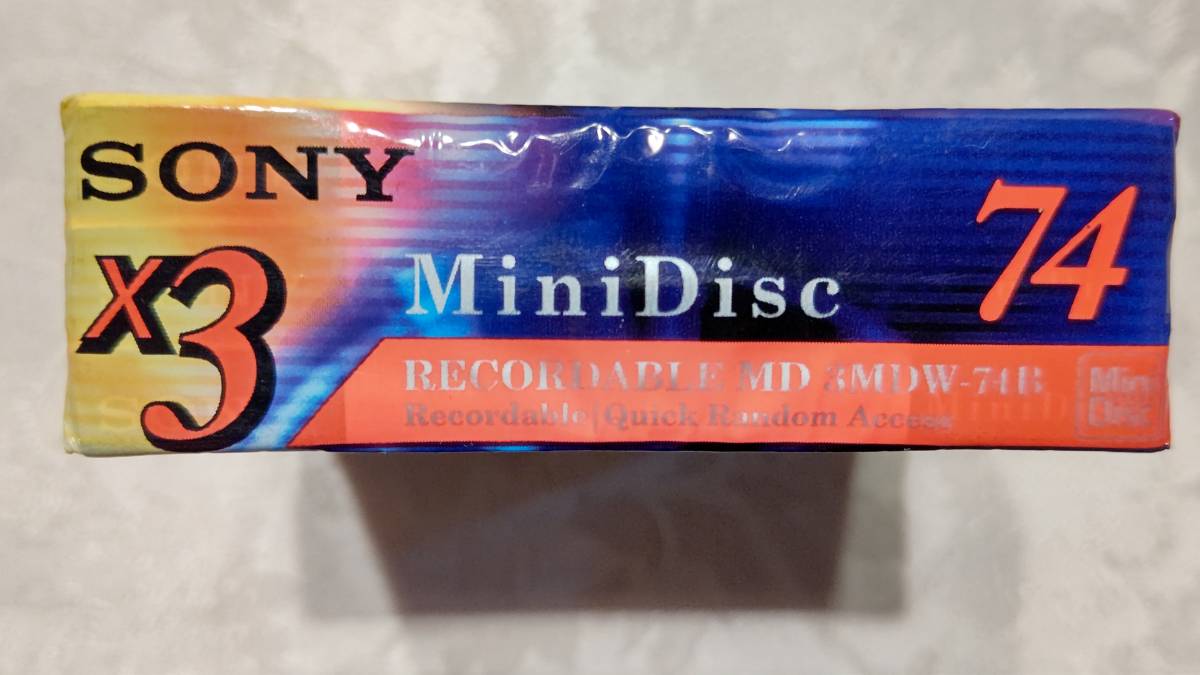 SONY
X3
MiniDisc
74
RECORDABLE MD 3MDW-74B
Recordable | Quick Random Access
Mini
Disc